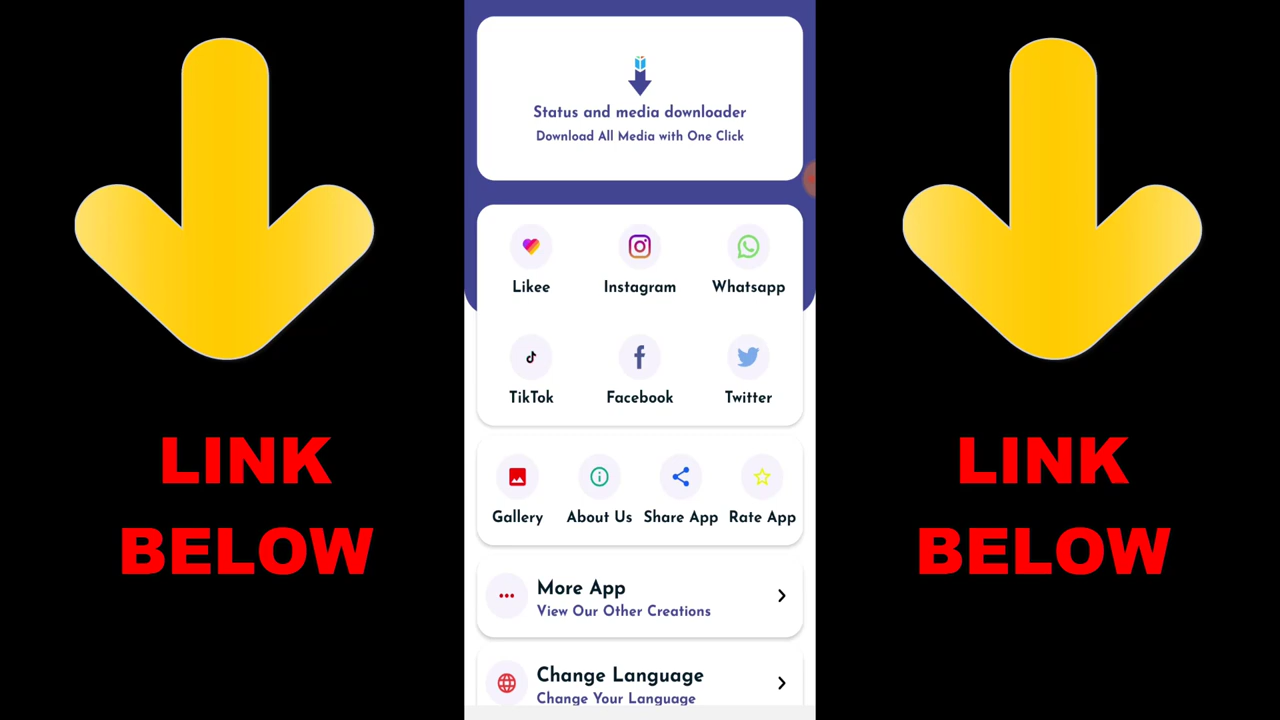 Status and media downloader
Download All Media with One Click
Likee Instagram Whatsapp
TikTok Facebook Twitter
Gallery About Us Share App Rate App
More App
View Our Other Creations
Change Language
Change Your Language
LINK
BELOW
LINK
BELOW